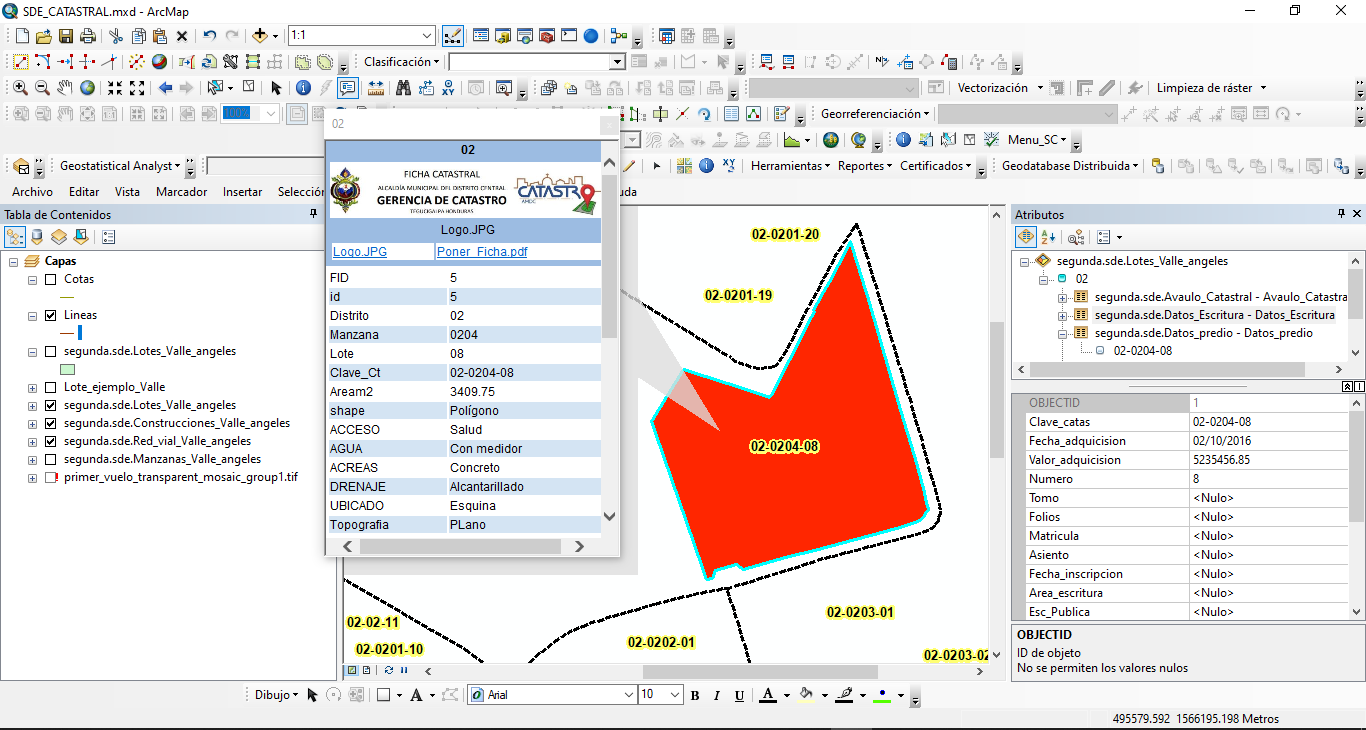 SDE_CATASTRAL.mxd - ArcMap
1:1
Clasificación
Vectorización
Limpieza de ráster
100%
Georreferenciación
Menu_SC
Geostatistical Analyst
Herramientas Reportes Certificados
Geodatabase Distribuida
Archivo Editar Vista Marcador Insertar Selección
uda
Tabla de Contenidos
Capas
Cotas
Lineas
segunda.sde.Lotes_Valle_angeles
Lote_ejemplo_Valle
segunda.sde.Lotes_Valle_angeles
segunda.sde.Construcciones_Valle_angeles
segunda.sde.Red_vial_Valle_angeles
segunda.sde.Manzanas_Valle_angeles
primer_vuelo_transparent_mosaic_group1.tif
02
02
FICHA CATASTRAL
ALCALDÍA MUNICIPAL DEL DISTRITO CENTRAL
GERENCIA DE CATASTRO
TEGUCIGALPA HONDURAS
CATASTRO
AMDC
Logo.JPG
Logo.JPG Poner_Ficha.pdf
FID 5
id 5
Distrito 02
Manzana 0204
Lote 08
Clave_Ct 02-0204-08
Aream2 3409.75
shape Polígono
ACCESO Salud
AGUA Con medidor
ACREAS Concreto
DRENAJE Alcantarillado
UBICADO Esquina
Topografia PLano
02-0201-20
02-0201-19
02-0204-08
02-0203-01
02-02-11
02-0202-01
02-0201-10
02-0203-02
Atributos
segunda.sde.Lotes_Valle_angeles
02
segunda.sde.Avaulo_Catastral - Avaulo_Catastra
segunda.sde.Datos_Escritura - Datos_Escritura
segunda.sde.Datos_predio - Datos_predio
02-0204-08
OBJECTID 1
Clave_catas 02-0204-08
Fecha_adquicision 02/10/2016
Valor_adquicision 5235456.85
Numero 8
Tomo <Nulo>
Folios <Nulo>
Matricula <Nulo>
Asiento <Nulo>
Fecha_inscripcion <Nulo>
Area_escritura <Nulo>
Esc_Publica <Nulo>
OBJECTID
ID de objeto
No se permiten los valores nulos
Dibujo
A
Arial
10
B I U A
495579.592 1566195.198 Metros